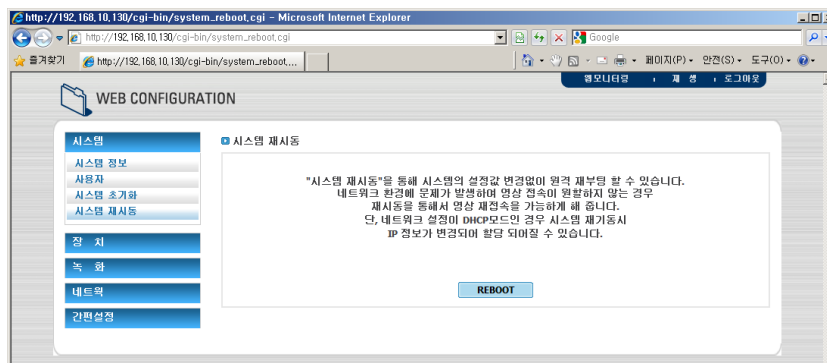 http://192,168,10,130/cgi-bin/system_reboot,cgi - Microsoft Internet Explorer
http://192,168,10,130/cgi-bin/system_reboot,cgi
Google
즐겨찾기
http://192,168,10,130/cgi-bin/system_reboot,...
페이지(P)
안전(S)
도구(O)
웹모니터링
재 생
로그아웃
WEB CONFIGURATION
시스템
시스템 정보
사용자
시스템 초기화
시스템 재시동
장 치
녹 화
네트웍
간편설정
시스템 재시동
"시스템 재시동"을 통해 시스템의 설정값 변경없이 원격 재부팅 할 수 있습니다.
네트워크 환경에 문제가 발생하여 영상 접속이 원할하지 않는 경우
재시동을 통해서 영상 재접속을 가능하게 해 줍니다.
단, 네트워크 설정이 DHCP모드인 경우 시스템 재기동시
IP 정보가 변경되며 할당 되어질 수 있습니다.
REBOOT